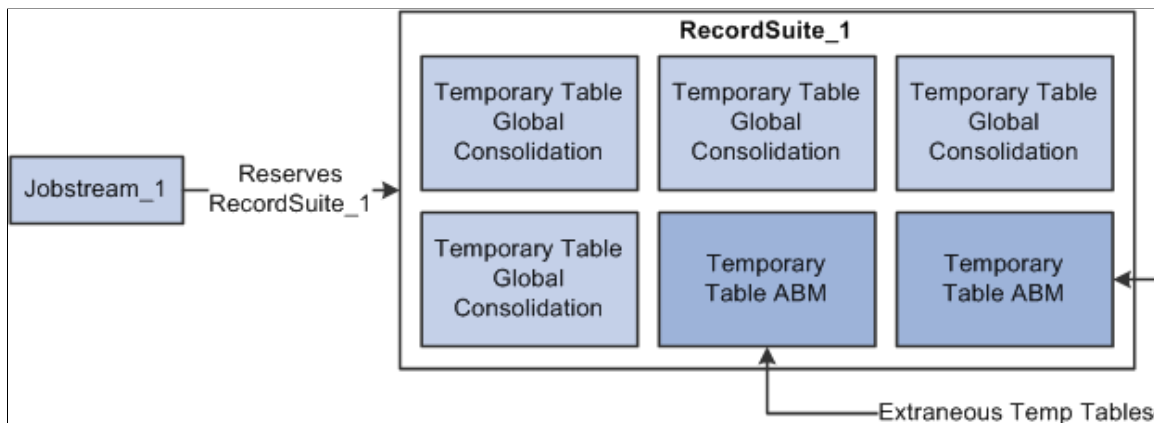 RecordSuite_1
Temporary Table
Global
Consolidation
Temporary Table
Global
Consolidation
Temporary Table
Global
Consolidation
Jobstream_1
Reserves
RecordSuite_1
Temporary Table
Global
Consolidation
Temporary
Table ABM
Temporary
Table ABM
Extraneous Temp Tables